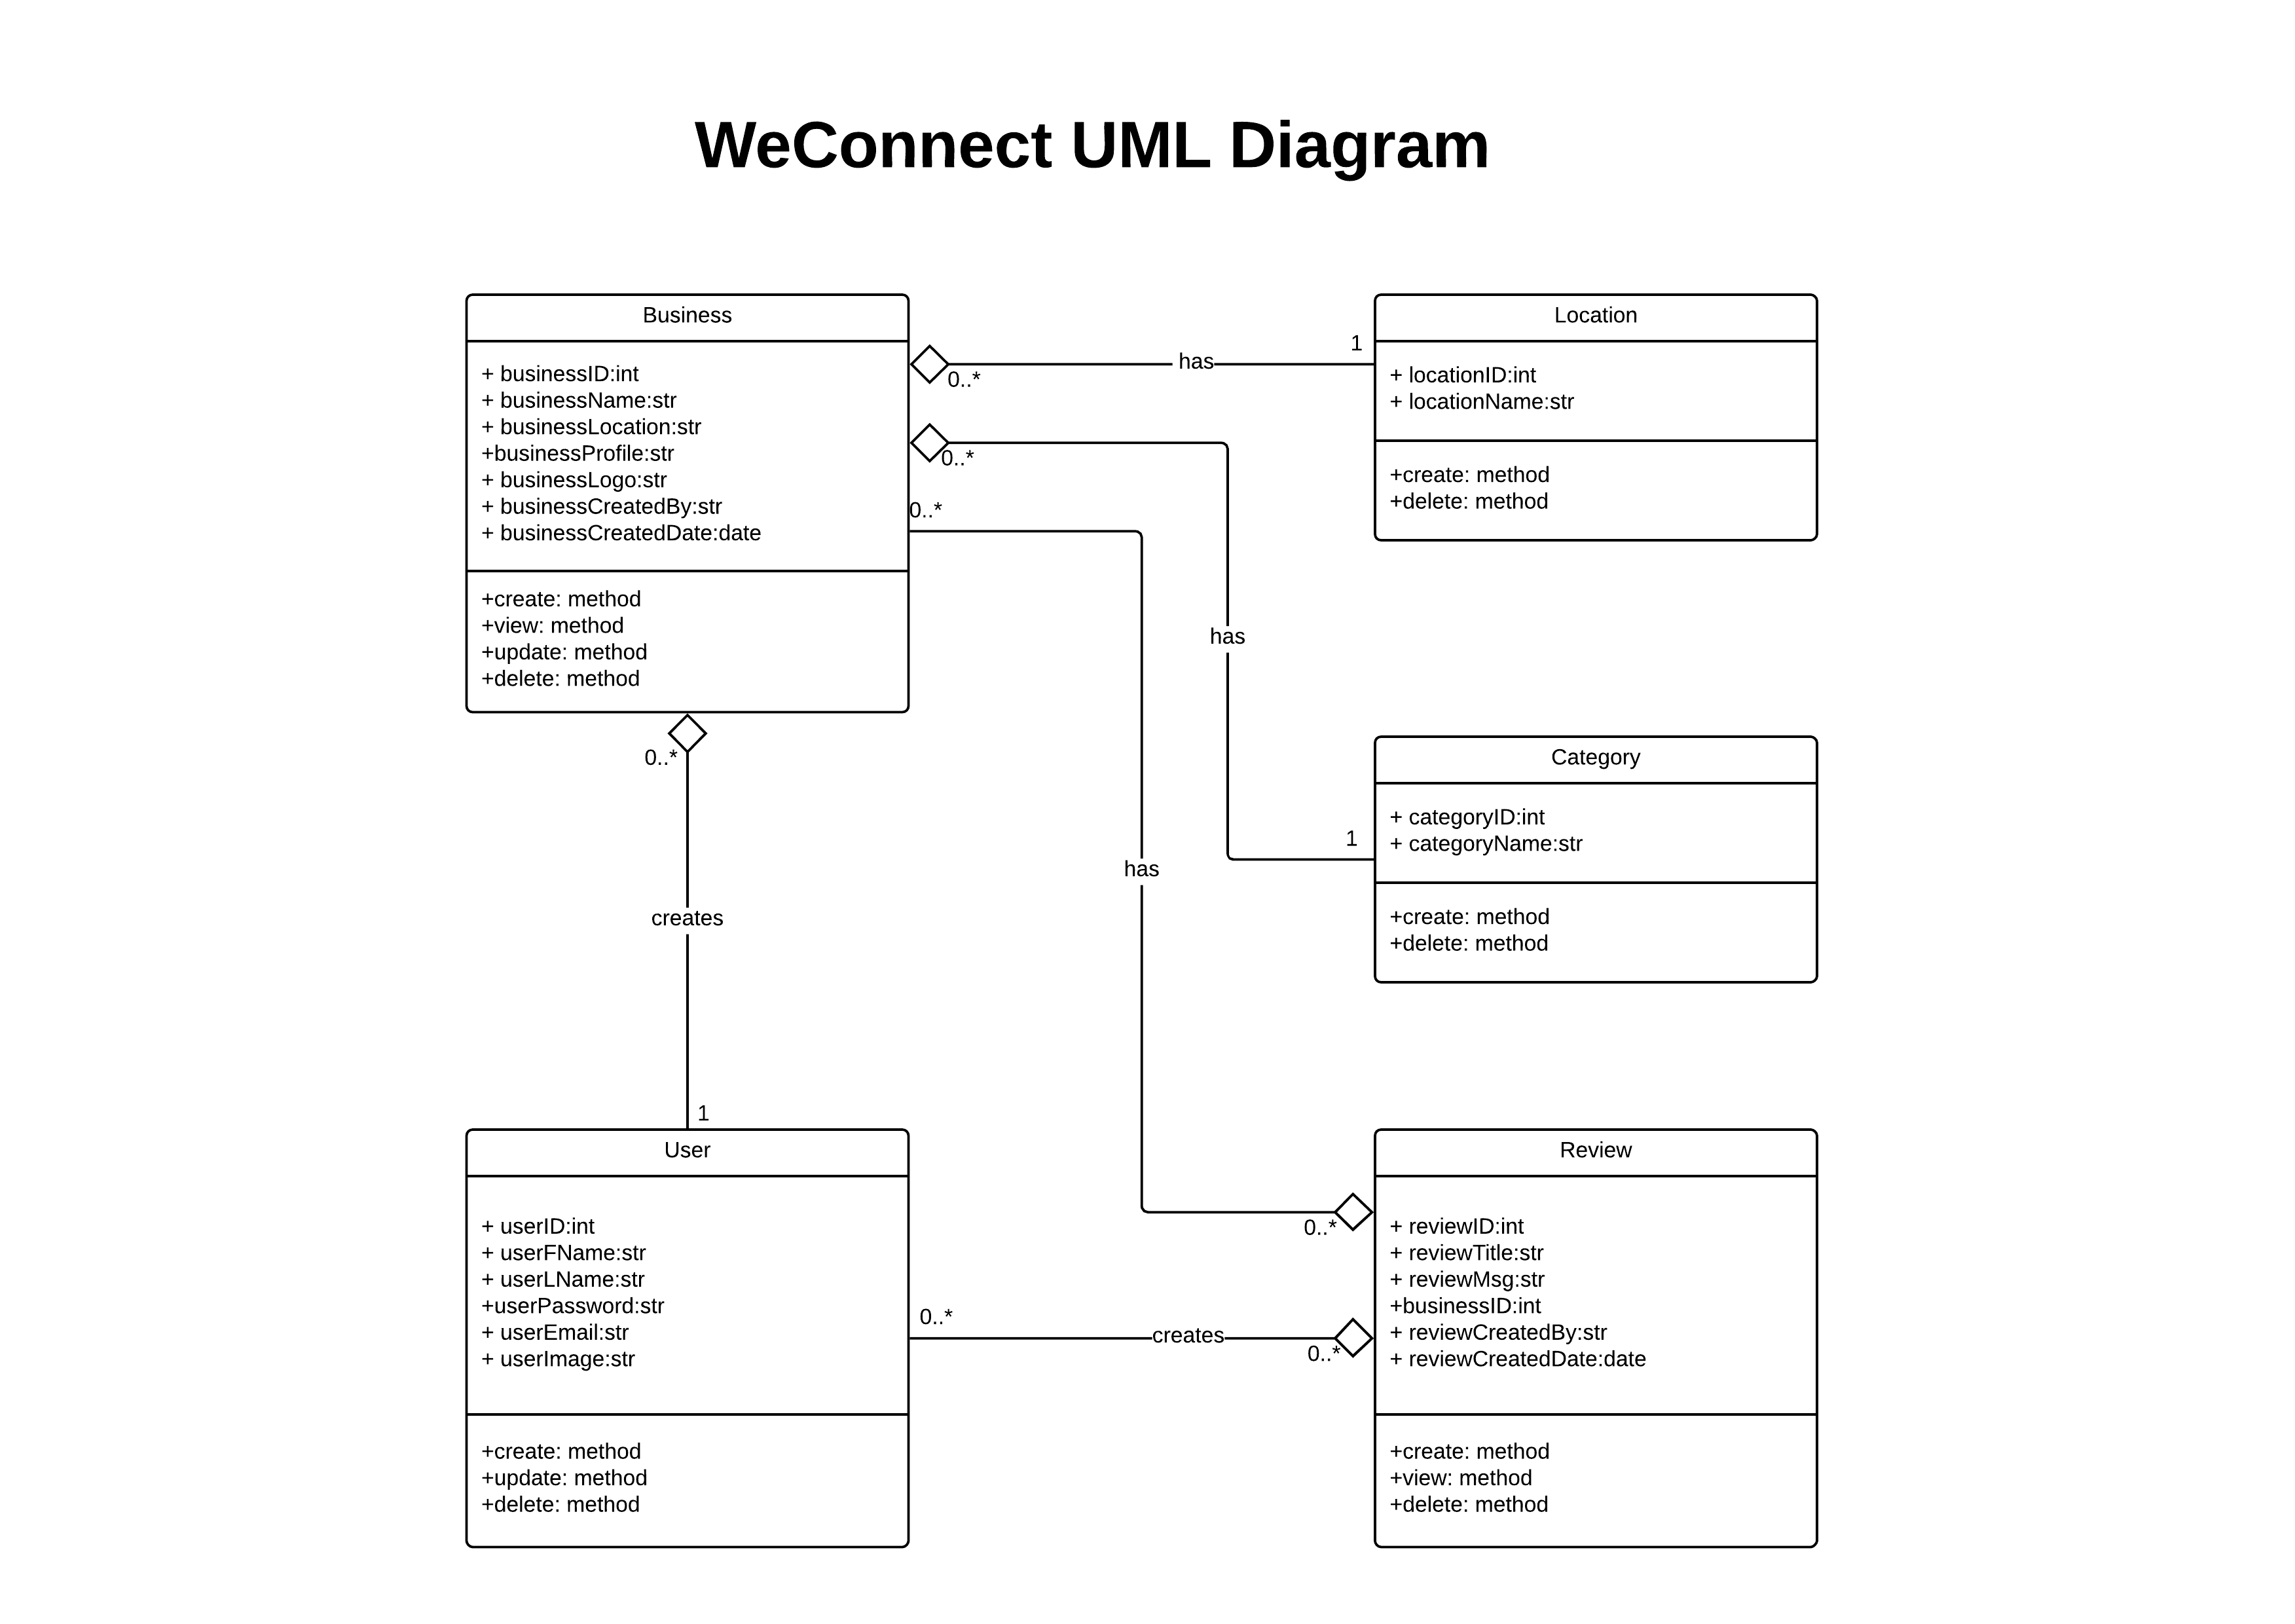 WeConnect UML Diagram
Business
+ businessID:int
+ businessName:str
+ businessLocation:str
+businessProfile:str
+ businessLogo:str
+ businessCreatedBy:str
+ businessCreatedDate:date
+create: method
+view: method
+update: method
+delete: method
0..*
has
1
0..*
has
1
0..*
has
0..*
Location
+ locationID:int
+ locationName:str
+create: method
+delete: method
Category
+ categoryID:int
+ categoryName:str
+create: method
+delete: method
0..*
creates
1
User
+ userID:int
+ userFName:str
+ userLName:str
+userPassword:str
+ userEmail:str
+ userImage:str
+create: method
+update: method
+delete: method
0..*
creates
0..*
Review
+ reviewID:int
+ reviewTitle:str
+ reviewMsg:str
+businessID:int
+ reviewCreatedBy:str
+ reviewCreatedDate:date
+create: method
+view: method
+delete: method